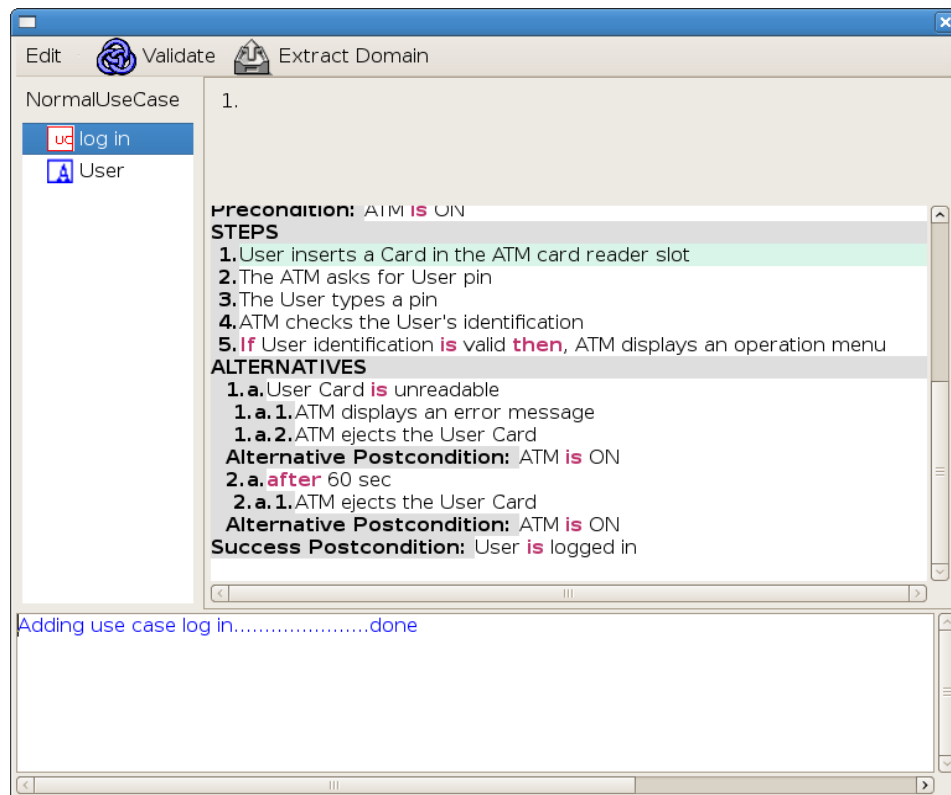 Edit Validate Extract Domain
NormalUseCase
UC log in
A User
1.
Precondition: ATM is ON
STEPS
1.User inserts a Card in the ATM card reader slot
2.The ATM asks for User pin
3.The User types a pin
4.ATM checks the User's identification
5.If User identification is valid then, ATM displays an operation menu
ALTERNATIVES
1.a.User Card is unreadable
1.a.1.ATM displays an error message
1.a.2.ATM ejects the User Card
Alternative Postcondition: ATM is ON
2.a.after 60 sec
2.a.1.ATM ejects the User Card
Alternative Postcondition: ATM is ON
Success Postcondition: User is logged in
Adding use case log in......................done